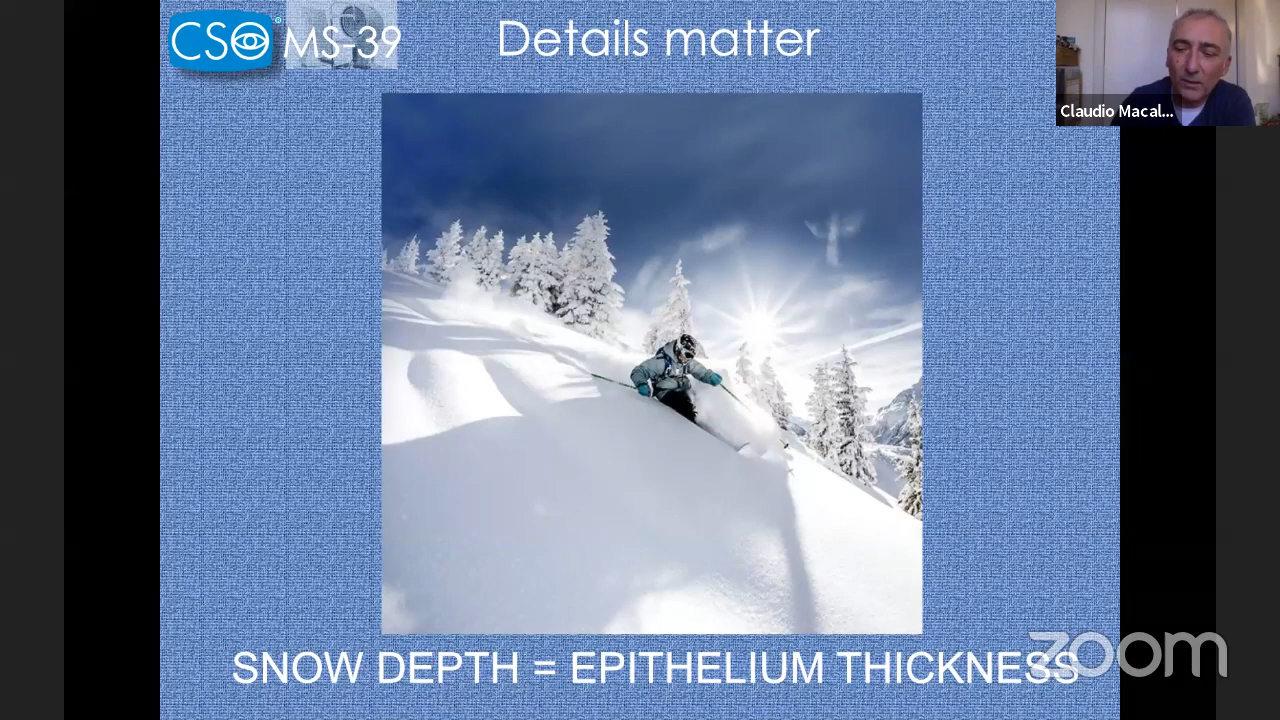 CSO® MS-39
Details matter
Claudio Macal...
SNOW DEPTH = EPITHELIUM THICKNESS
zoom